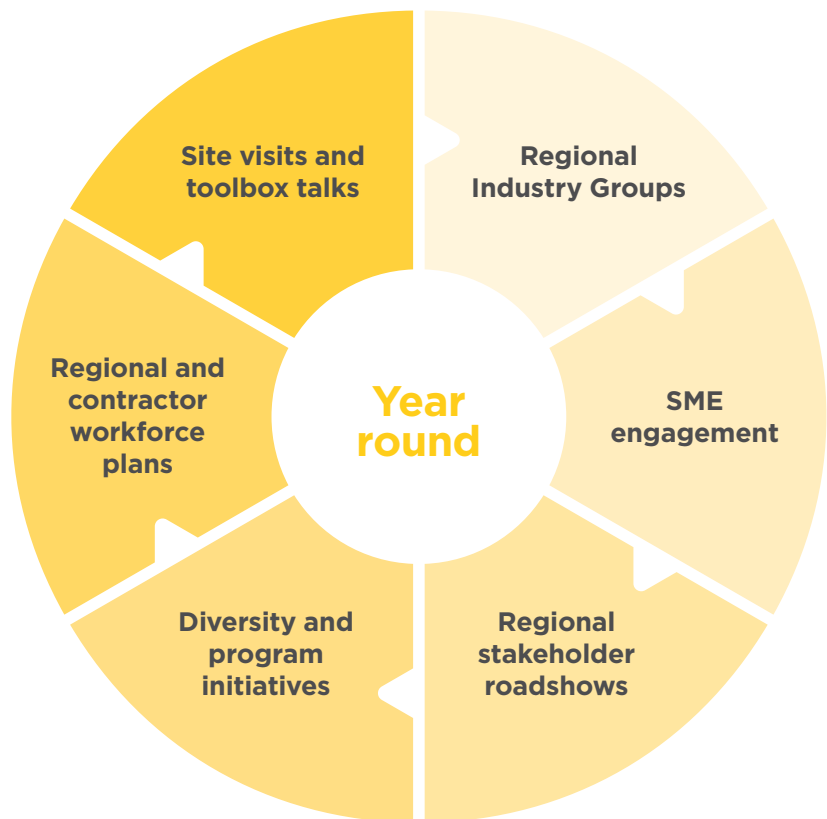 Site visits and
toolbox talks
Regional
Industry Groups
Regional and
contractor
workforce
plans
Year
round
SME
engagement
Diversity and
program
initiatives
Regional
stakeholder
roadshows